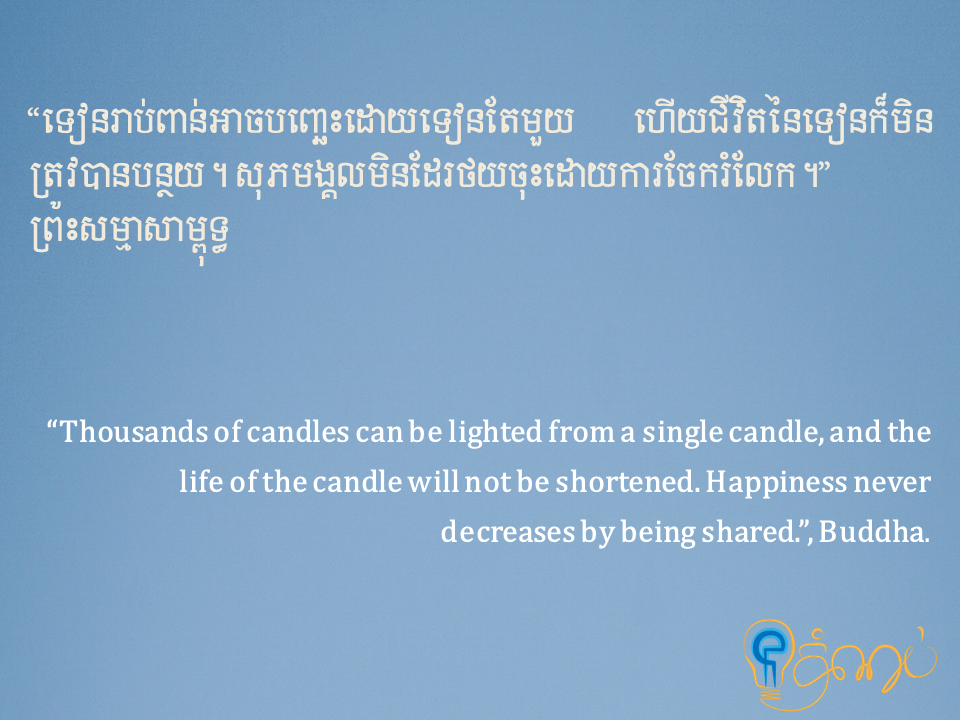 “ទៀនរាប់ពាន់អាចបញ្ឆេះដោយទៀនតែមួយ ហើយជីវិតនៃទៀនក៏មិន
ត្រូវបានបន្ថយ។ សុភមង្គលមិនដែរថយចុះដោយការចែករំលែក។”
ព្រះសម្មាសាម្ពុទ្ធ
“Thousands of candles can be lighted from a single candle, and the
life of the candle will not be shortened. Happiness never
decreases by being shared.”, Buddha.